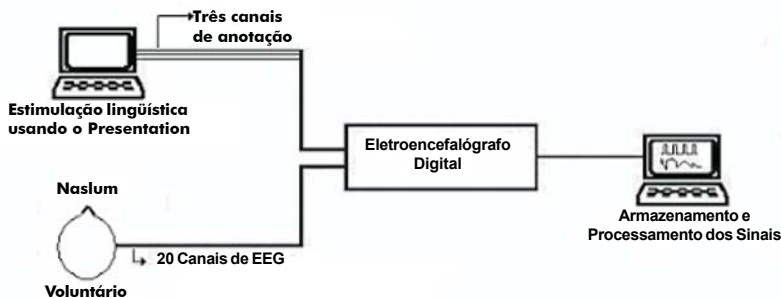 Três canais
de anotação
Estimulação lingüística
usando o Presentation
Eletroencefalógrafo
Digital
Naslum
Armazenamento e
Processamento dos Sinais
20 Canais de EEG
Voluntário